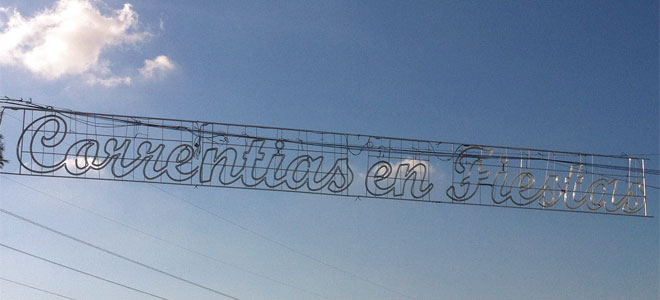 Correntias en Fiestas